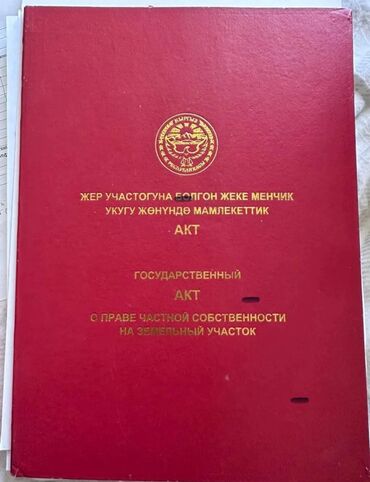 ЖЕР УЧАСТОГУНА БОЛГОН ЖЕКЕ МЕНЧИК
УКУГУ ЖӨНҮНДӨ МАМЛЕКЕТТИК
АКТ
ГОСУДАРСТВЕННЫЙ
АКТ
О ПРАВЕ ЧАСТНОЙ СОБСТВЕННОСТИ
НА ЗЕМЕЛЬНЫЙ УЧАСТОК